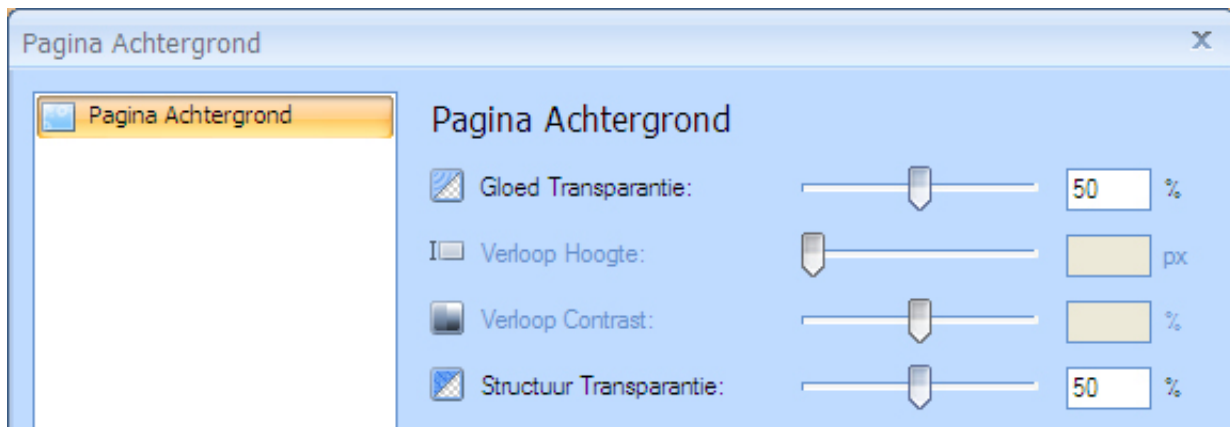 Pagina Achtergrond
Pagina Achtergrond
Pagina Achtergrond
Gloed Transparantie: 50 %
Verloop Hoogte: px
Verloop Contrast: %
Structuur Transparantie: 50 %